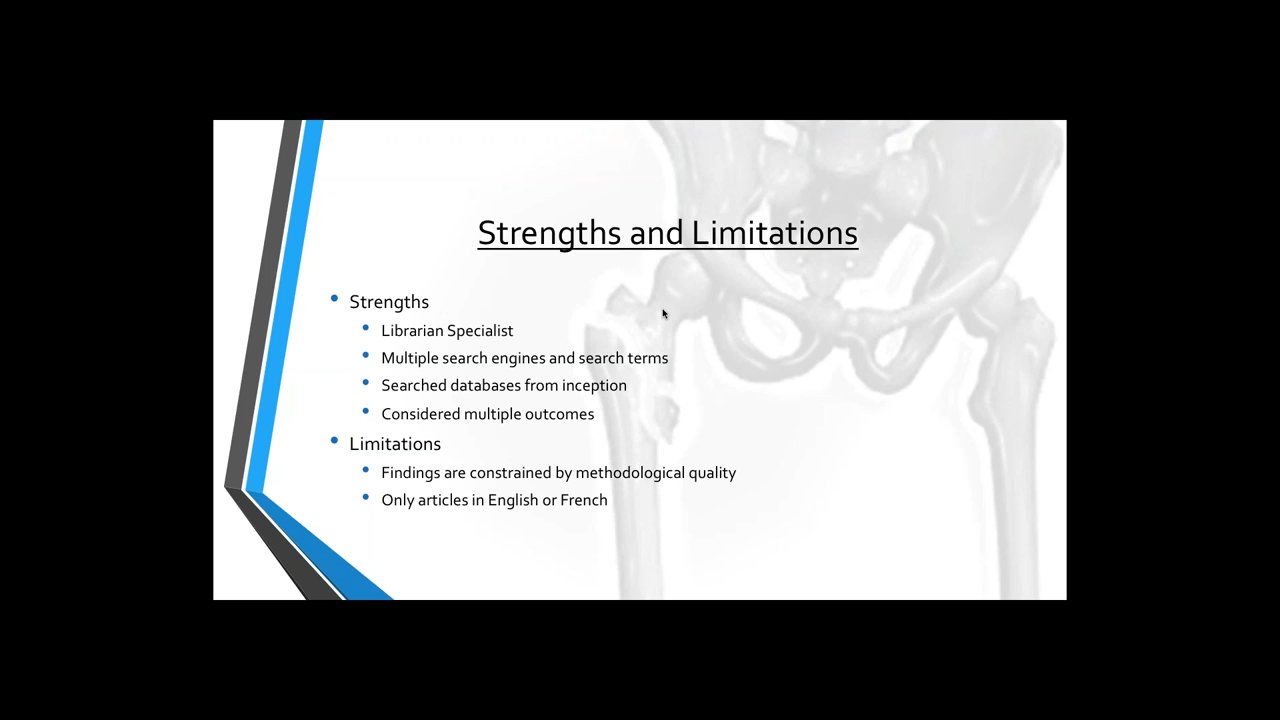 Strengths and Limitations
Strengths
Librarian Specialist
Multiple search engines and search terms
Searched databases from inception
Considered multiple outcomes
Limitations
Findings are constrained by methodological quality
Only articles in English or French